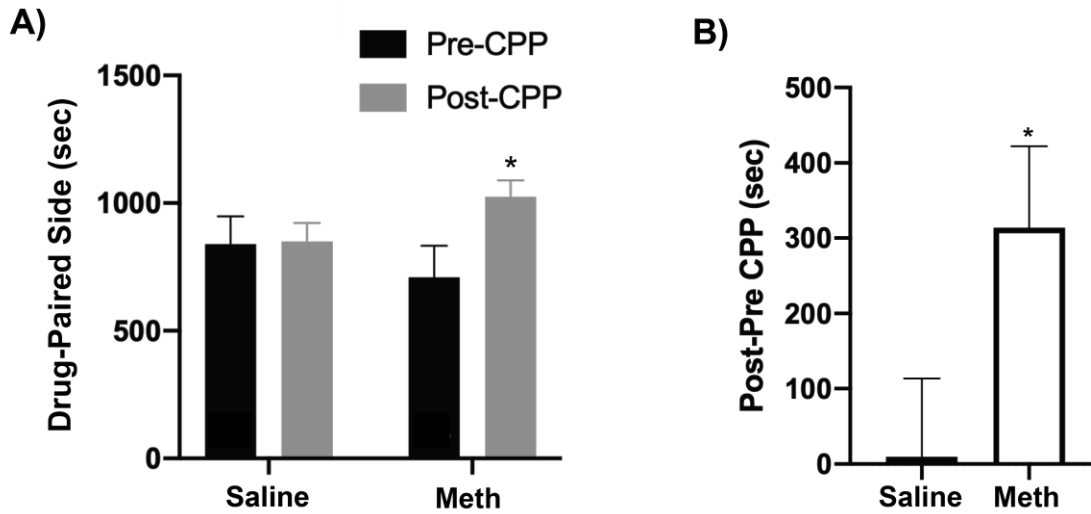 A)
Pre-CPP
Post-CPP
Drug-Paired Side (sec)
1500
1000
500
0
*
Saline
Meth
B)
Post-Pre CPP (sec)
500
400
300
200
100
0
*
Saline
Meth